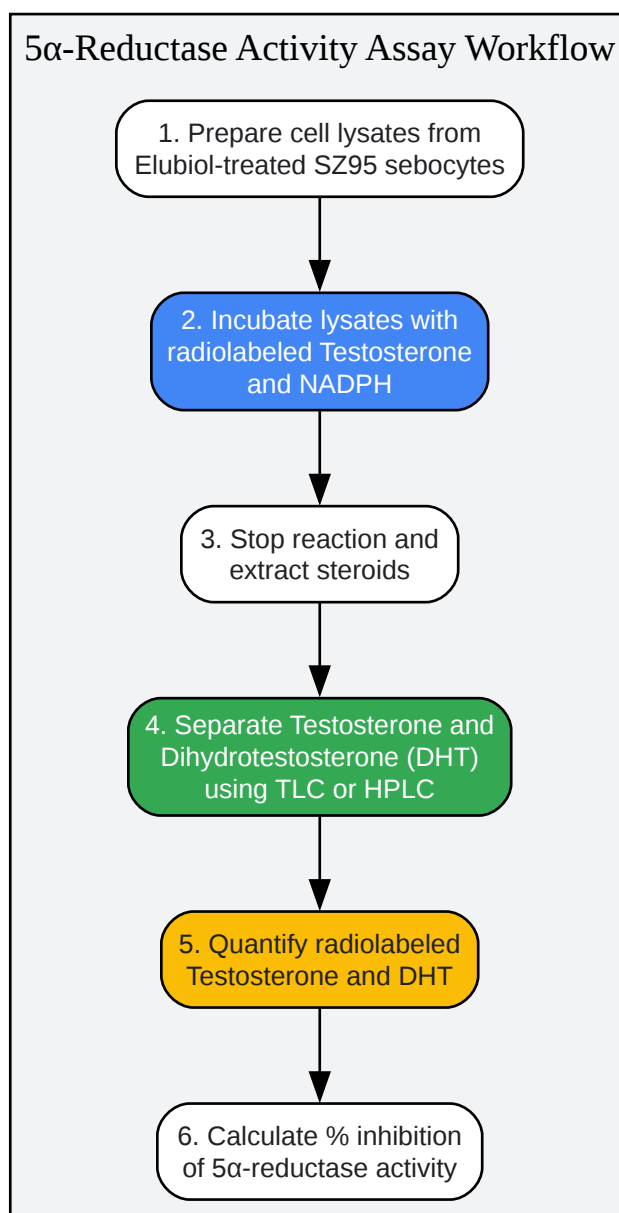 5α-Reductase Activity Assay Workflow
1. Prepare cell lysates from
Elubiol-treated SZ95 sebocytes
2. Incubate lysates with
radiolabeled Testosterone
and NADPH
3. Stop reaction and
extract steroids
4. Separate Testosterone and
Dihydrotestosterone (DHT)
using TLC or HPLC
5. Quantify radiolabeled
Testosterone and DHT
6. Calculate % inhibition
of 5α-reductase activity